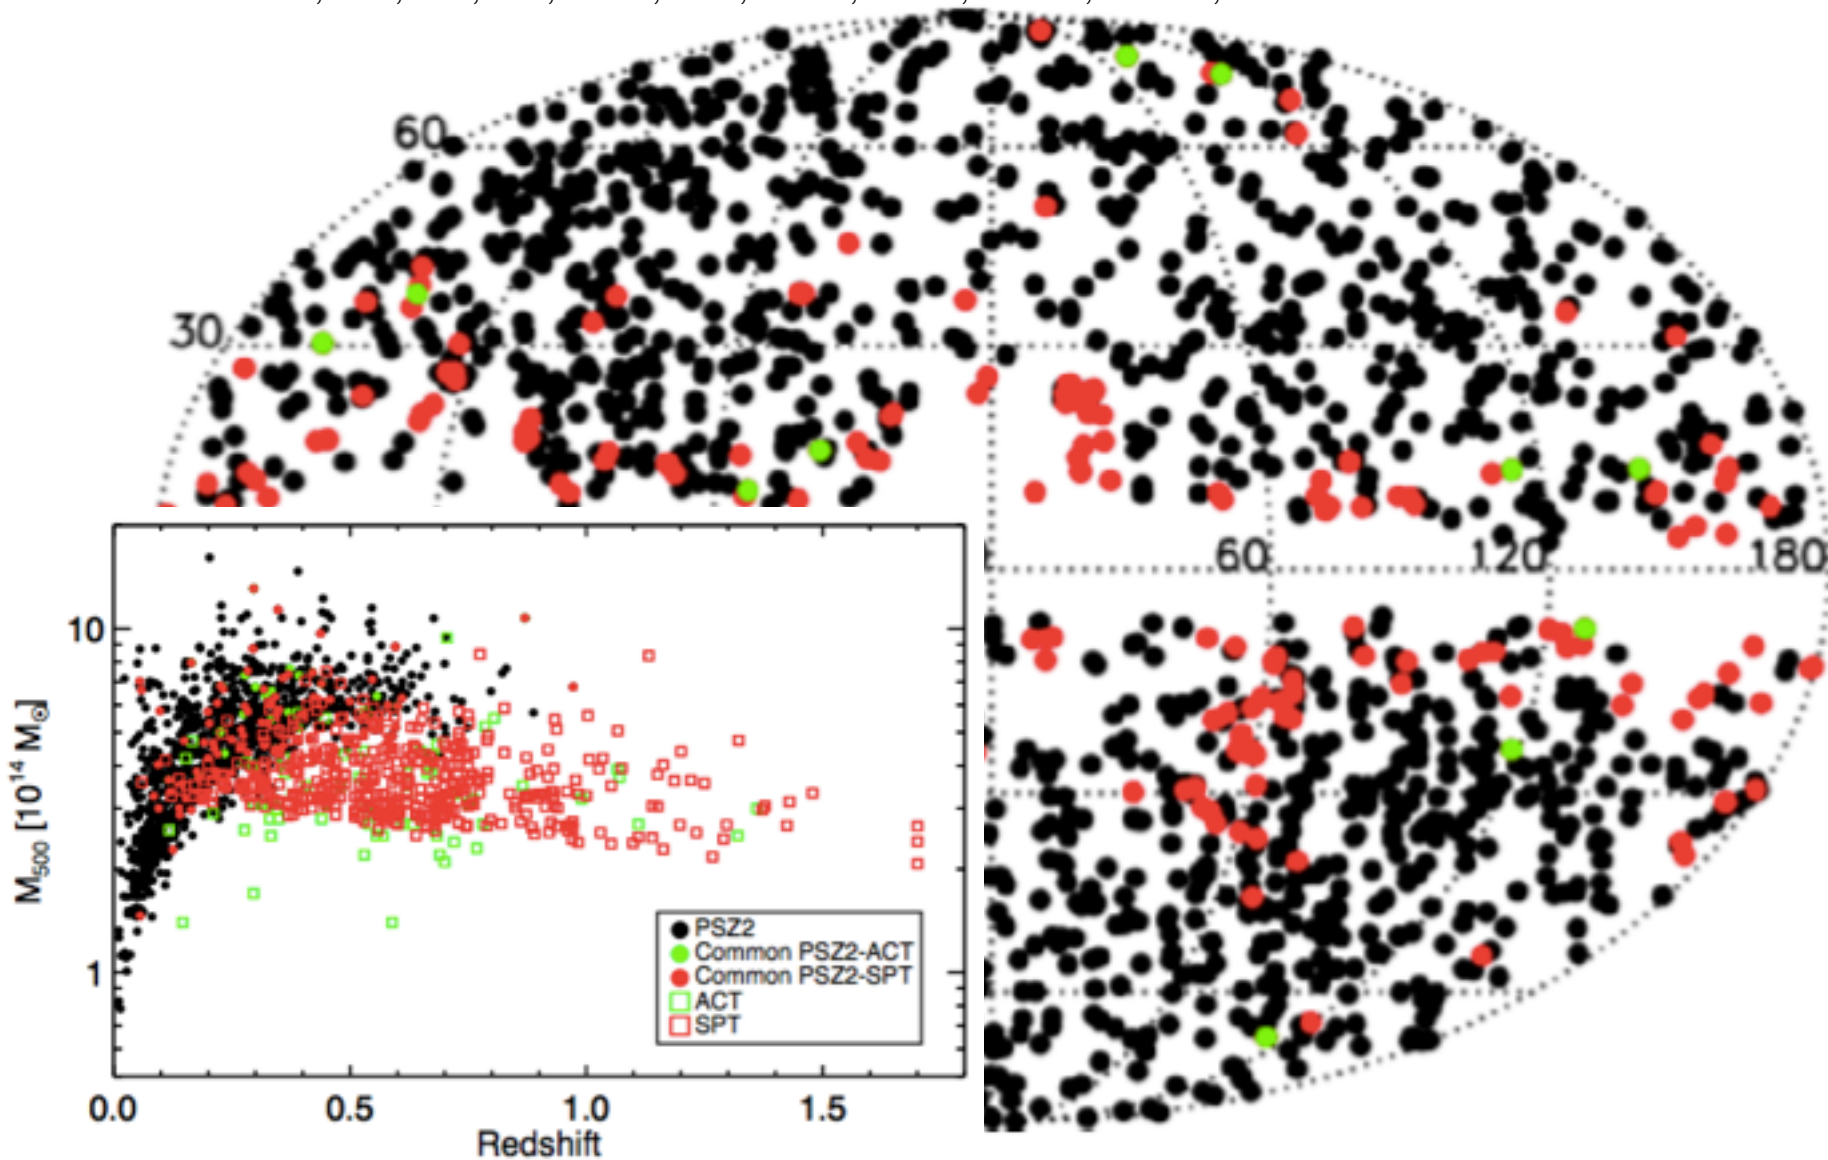 60
30
60 120 180
10
1
M500 [10^14 M⊙]
PSZ2
Common PSZ2-ACT
Common PSZ2-SPT
ACT
SPT
0.0 0.5 1.0 1.5
Redshift